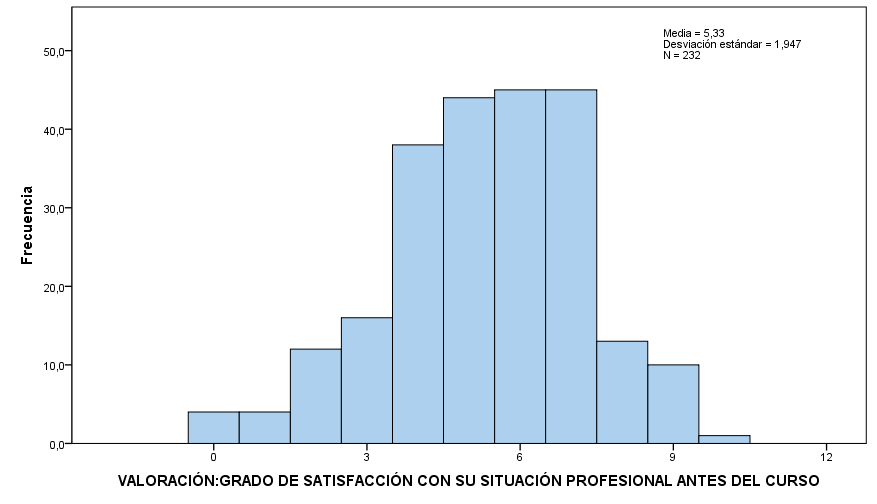 Media = 5,33
Desviación estándar = 1,947
N = 232
50,0
40,0
30,0
20,0
10,0
0,0
Frecuencia
0 3 6 9 12
VALORACIÓN:GRADO DE SATISFACCIÓN CON SU SITUACIÓN PROFESIONAL ANTES DEL CURSO